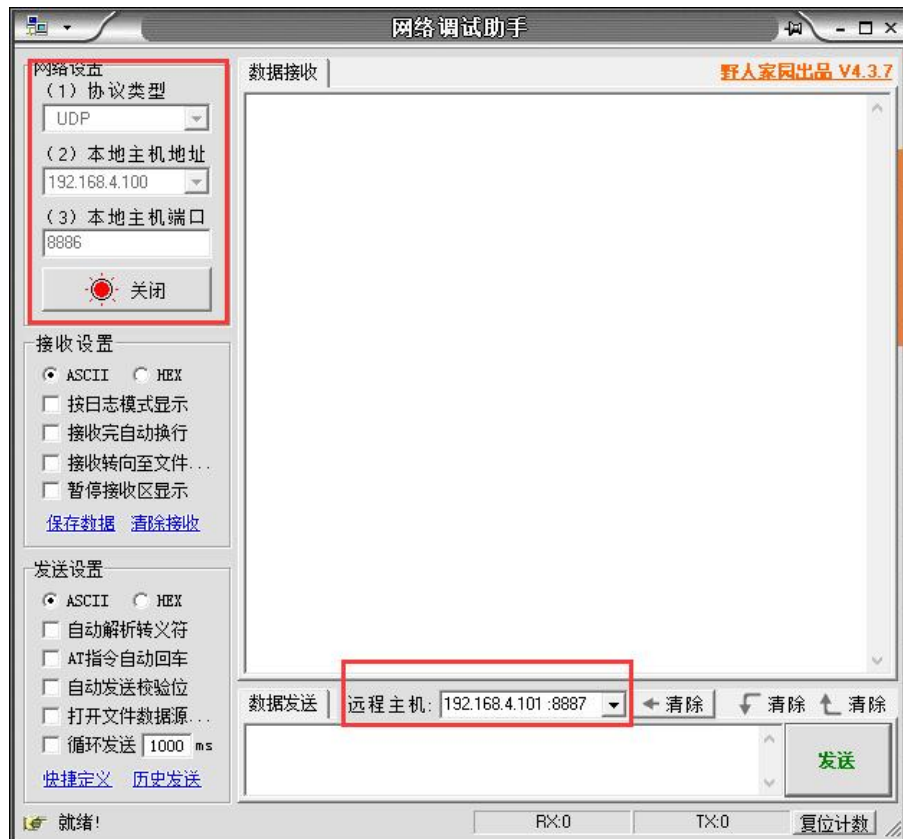 网络调试助手
网络设置
（1）协议类型
UDP
（2）本地主机地址
192.168.4.100
（3）本地主机端口
8886
关闭
接收设置
ASCII HEX
按日志模式显示
接收完自动换行
接收转向至文件...
暂停接收区显示
保存数据 清除接收
发送设置
ASCII HEX
自动解析转义符
AT指令自动回车
自动发送校验位
打开文件数据源...
循环发送 1000 ms
快捷定义 历史发送
数据接收 野人家园出品 V4.3.7
数据发送 远程主机: 192.168.4.101 :8887 清除 清除 清除
发送
就绪! RX:0 TX:0 复位计数